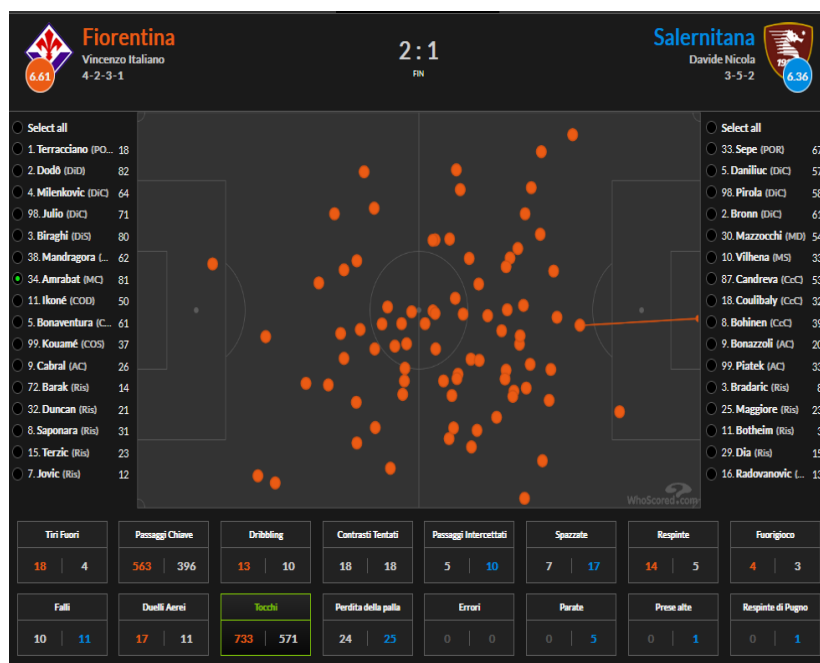 Fiorentina
Vincenzo Italiano
4-2-3-1
6.61
2 : 1
FIN
Salernitana
Davide Nicola
3-5-2
6.36
Select all
1. Terracciano (PO... 18
2. Dodô (DiD) 82
4. Milenkovic (DiC) 64
98. Julio (DiC) 71
3. Biraghi (DiS) 80
38. Mandragora (... 62
34. Amrabat (MC) 81
11. Ikoné (COD) 50
5. Bonaventura (C... 61
99. Kouamé (COS) 37
9. Cabral (AC) 26
72. Barak (Ris) 14
32. Duncan (Ris) 21
8. Saponara (Ris) 31
15. Terzic (Ris) 23
7. Jovic (Ris) 12
Select all
33. Sepe (POR) 67
5. Daniliuc (DiC) 57
98. Pirola (DiC)
2. Bronn (DiC)
30. Mazzocchi (MD) 54
10. Vilhena (MS)
87. Candreva (CcC)
18. Coulibaly (CcC) 32
8. Bohinen (CcC)
9. Bonazzoli (AC) 20
99. Piatek (AC)
3. Bradaric (Ris)
25. Maggiore (Ris)
11. Botheim (Ris)
29. Dia (Ris)
16. Radovanovic (...
WhoScored.com
Tiri Fuori
18 4
Passaggi Chiave
563 396
Dribbling
13 10
Contrasti Tentati
18 18
Passaggi Intercettati
5 10
Spazzate
7 17
Respinte
14 5
Fuorigioco
4 3
Falli
10 11
Duelli Aerei
17 11
Tocchi
733 571
Perdita della palla
24 25
Errori
0 0
Parate
0 5
Prese alte
0 1
Respinte di Pugno
0 1